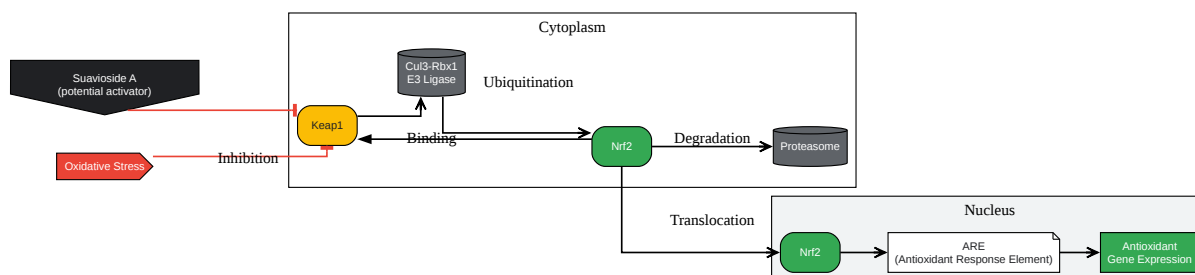 Cytoplasm
Suavioside A
(potential activator)
Cul3-Rbx1
E3 Ligase
Ubiquitination
Keap1
Binding
Nrf2
Degradation
Proteasome
Oxidative Stress
Inhibition
Translocation
Nucleus
Nrf2
ARE
(Antioxidant Response Element)
Antioxidant
Gene Expression